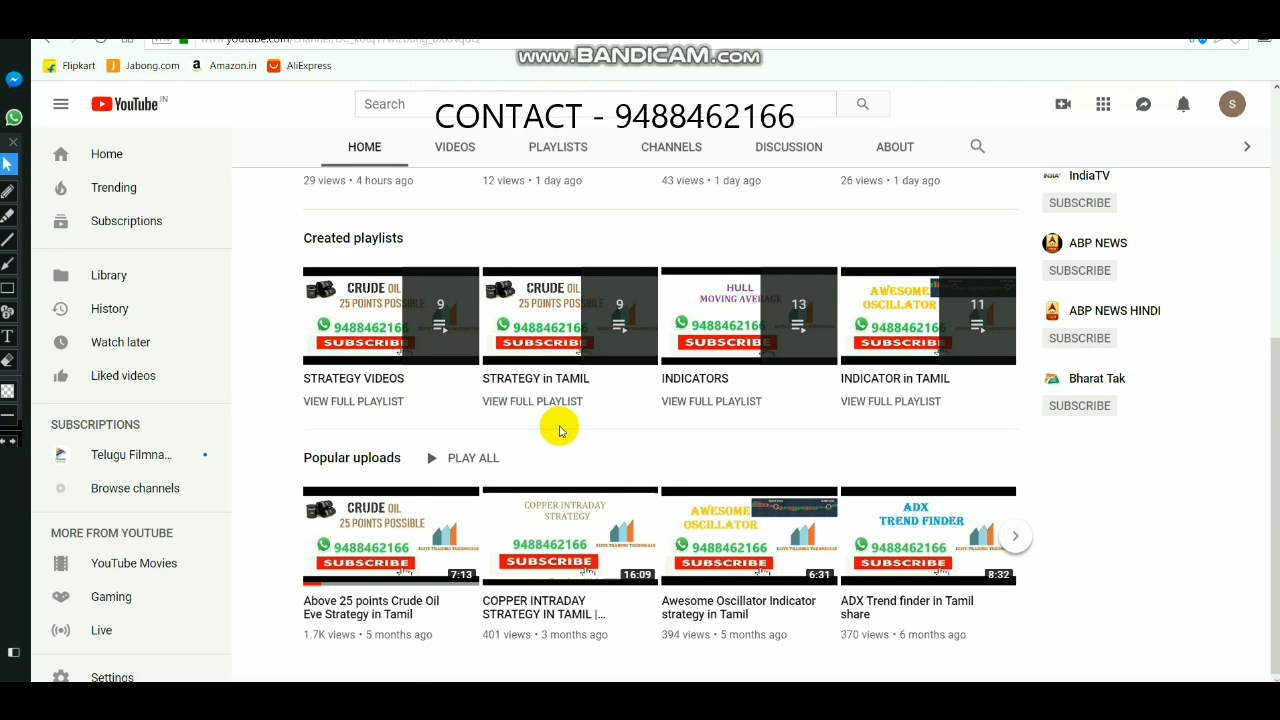 www.BANDICAM.com
Flipkart Jabong.com Amazon.in AliExpress
YouTube IN
Search
CONTACT - 9488462166
S
HOME VIDEOS PLAYLISTS CHANNELS DISCUSSION ABOUT
Home
Trending
Subscriptions
Library
History
Watch later
Liked videos
SUBSCRIPTIONS
Telugu Filmna...
Browse channels
MORE FROM YOUTUBE
YouTube Movies
Gaming
Live
Settings
29 views • 4 hours ago
12 views • 1 day ago
43 views • 1 day ago
26 views • 1 day ago
Created playlists
CRUDE OIL
25 POINTS POSSIBLE
9488462166
SUBSCRIBE
9
STRATEGY VIDEOS
VIEW FULL PLAYLIST
CRUDE OIL
25 POINTS POSSIBLE
9488462166
SUBSCRIBE
9
STRATEGY in TAMIL
VIEW FULL PLAYLIST
HULL
MOVING AVERAGE
9488462166
SUBSCRIBE
13
INDICATORS
VIEW FULL PLAYLIST
AWESOME
OSCILLATOR
9488462166
SUBSCRIBE
11
INDICATOR in TAMIL
VIEW FULL PLAYLIST
Popular uploads PLAY ALL
CRUDE OIL
25 POINTS POSSIBLE
9488462166
ELITE TRADING TECHNIQUES
SUBSCRIBE
7:13
Above 25 points Crude Oil
Eve Strategy in Tamil
1.7K views • 5 months ago
COPPER INTRADAY
STRATEGY
9488462166
ELITE TRADING TECHNIQUES
SUBSCRIBE
16:09
COPPER INTRADAY
STRATEGY IN TAMIL |...
401 views • 3 months ago
AWESOME
OSCILLATOR
9488462166
ELITE TRADING TECHNIQUES
SUBSCRIBE
6:31
Awesome Oscillator Indicator
strategy in Tamil
394 views • 5 months ago
ADX
TREND FINDER
9488462166
SUBSCRIBE
8:32
ADX Trend finder in Tamil
share
370 views • 6 months ago
IndiaTV
SUBSCRIBE
ABP NEWS
SUBSCRIBE
ABP NEWS HINDI
SUBSCRIBE
Bharat Tak
SUBSCRIBE